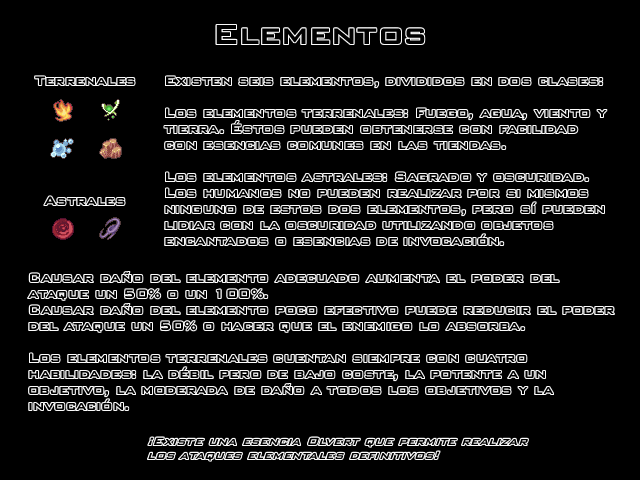 Elementos
Terrenales
Existen seis elementos, divididos en dos clases:
Los elementos terrenales: Fuego, agua, viento y
tierra. Éstos pueden obtenerse con facilidad
con esencias comunes en las tiendas.
Astrales
Los elementos astrales: Sagrado y oscuridad.
Los humanos no pueden realizar por si mismos
ninguno de estos dos elementos, pero sí pueden
lidiar con la oscuridad utilizando objetos
encantados o esencias de invocación.
Causar daño del elemento adecuado aumenta el poder del
ataque un 50% o un 100%.
Causar daño del elemento poco efectivo puede reducir el poder
del ataque un 50% o hacer que el enemigo lo absorba.
Los elementos terrenales cuentan siempre con cuatro
habilidades: la débil pero de bajo coste, la potente a un
objetivo, la moderada de daño a todos los objetivos y la
invocación.
¡Existe una esencia Olvert que permite realizar
los ataques elementales definitivos!